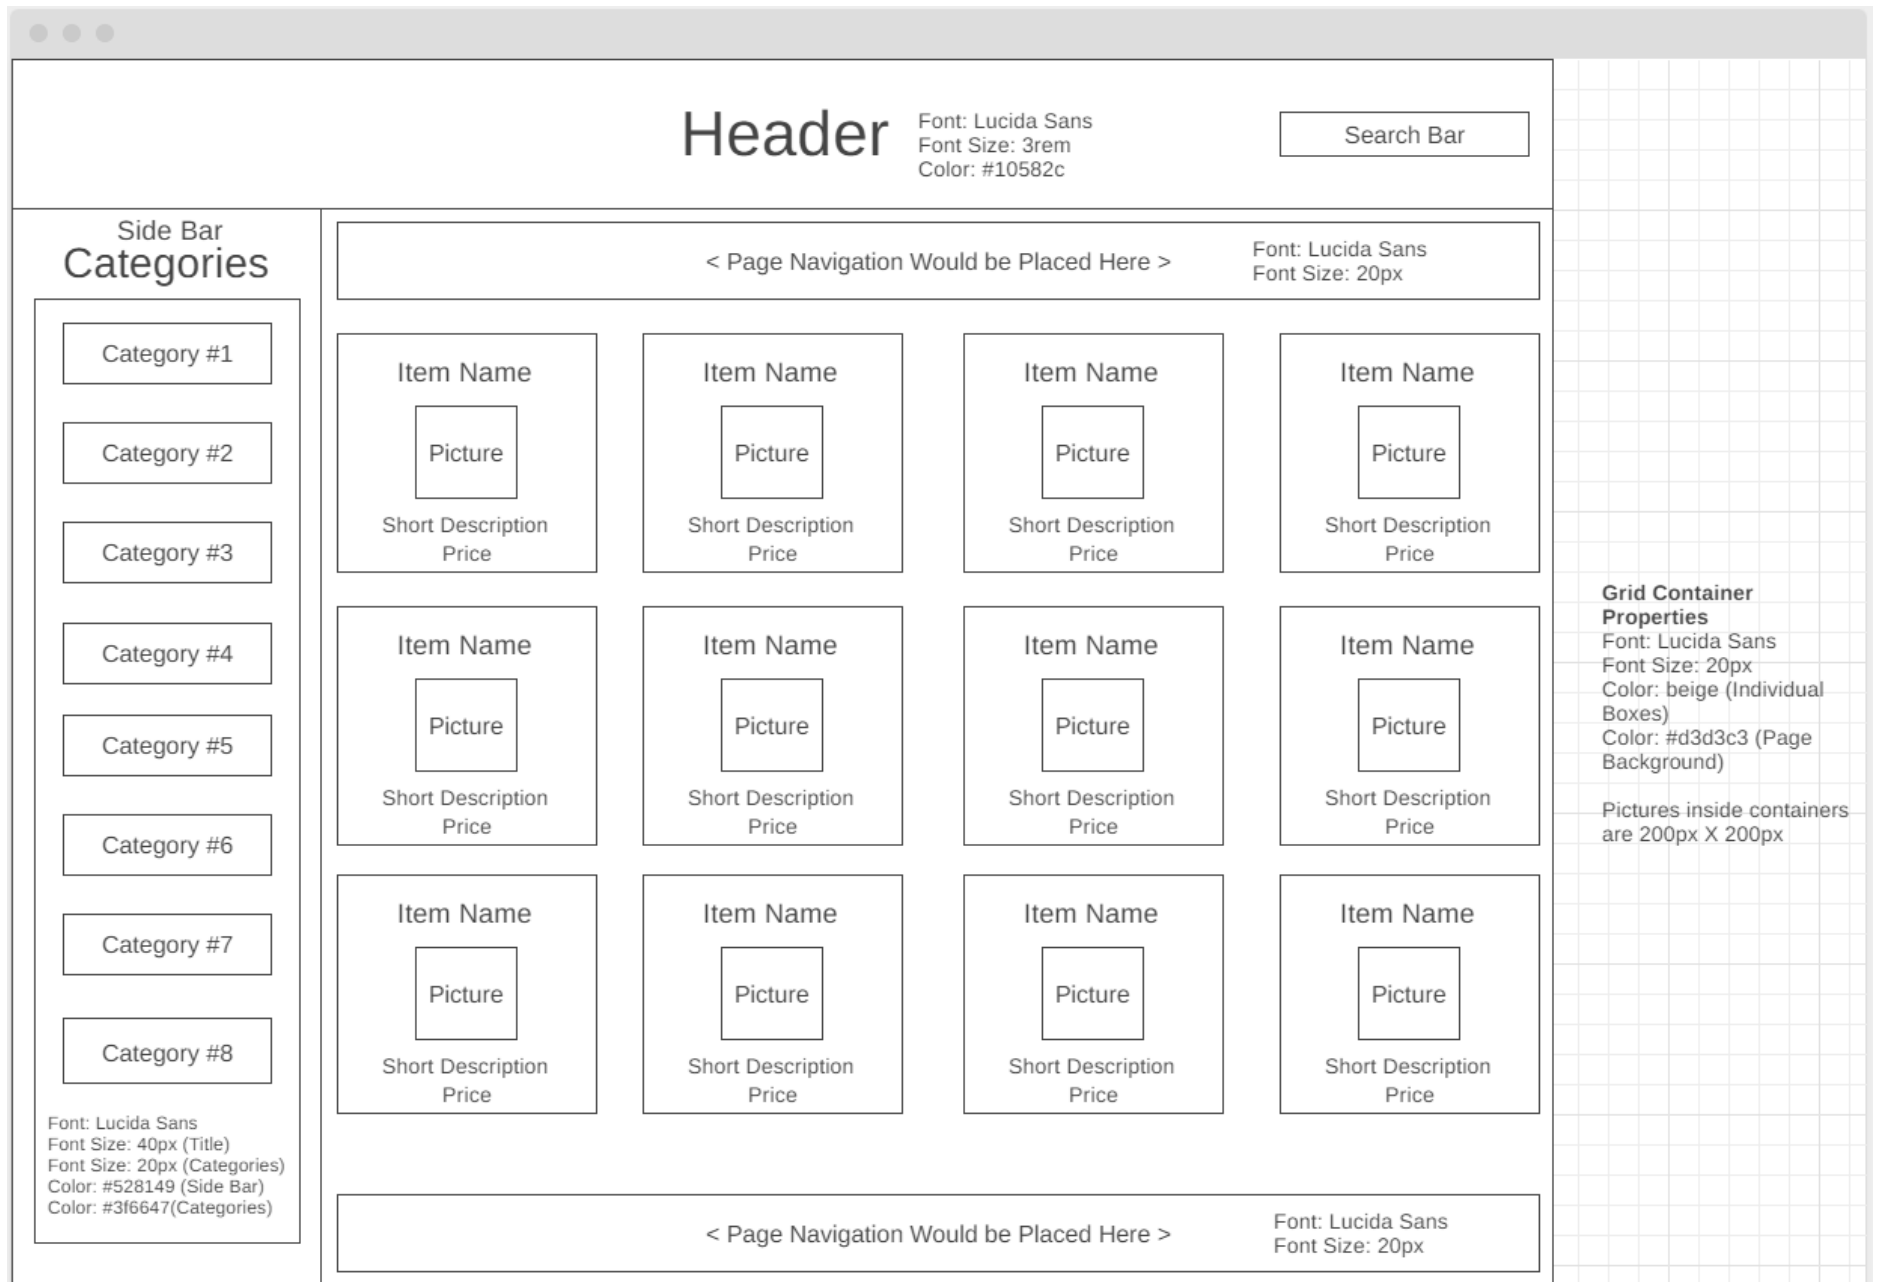 Header
Font: Lucida Sans
Font Size: 3rem
Color: #10582c
Search Bar
Side Bar
Categories
Category #1
Category #2
Category #3
Category #4
Category #5
Category #6
Category #7
Category #8
Font: Lucida Sans
Font Size: 40px (Title)
Font Size: 20px (Categories)
Color: #528149 (Side Bar)
Color: #3f6647(Categories)
< Page Navigation Would be Placed Here >
Font: Lucida Sans
Font Size: 20px
Item Name
Picture
Short Description
Price
Item Name
Picture
Short Description
Price
Item Name
Picture
Short Description
Price
Item Name
Picture
Short Description
Price
Item Name
Picture
Short Description
Price
Item Name
Picture
Short Description
Price
Item Name
Picture
Short Description
Price
Item Name
Picture
Short Description
Price
Item Name
Picture
Short Description
Price
Item Name
Picture
Short Description
Price
Item Name
Picture
Short Description
Price
Item Name
Picture
Short Description
Price
< Page Navigation Would be Placed Here >
Font: Lucida Sans
Font Size: 20px
Grid Container
Properties
Font: Lucida Sans
Font Size: 20px
Color: beige (Individual
Boxes)
Color: #d3d3c3 (Page
Background)
Pictures inside containers
are 200px X 200px